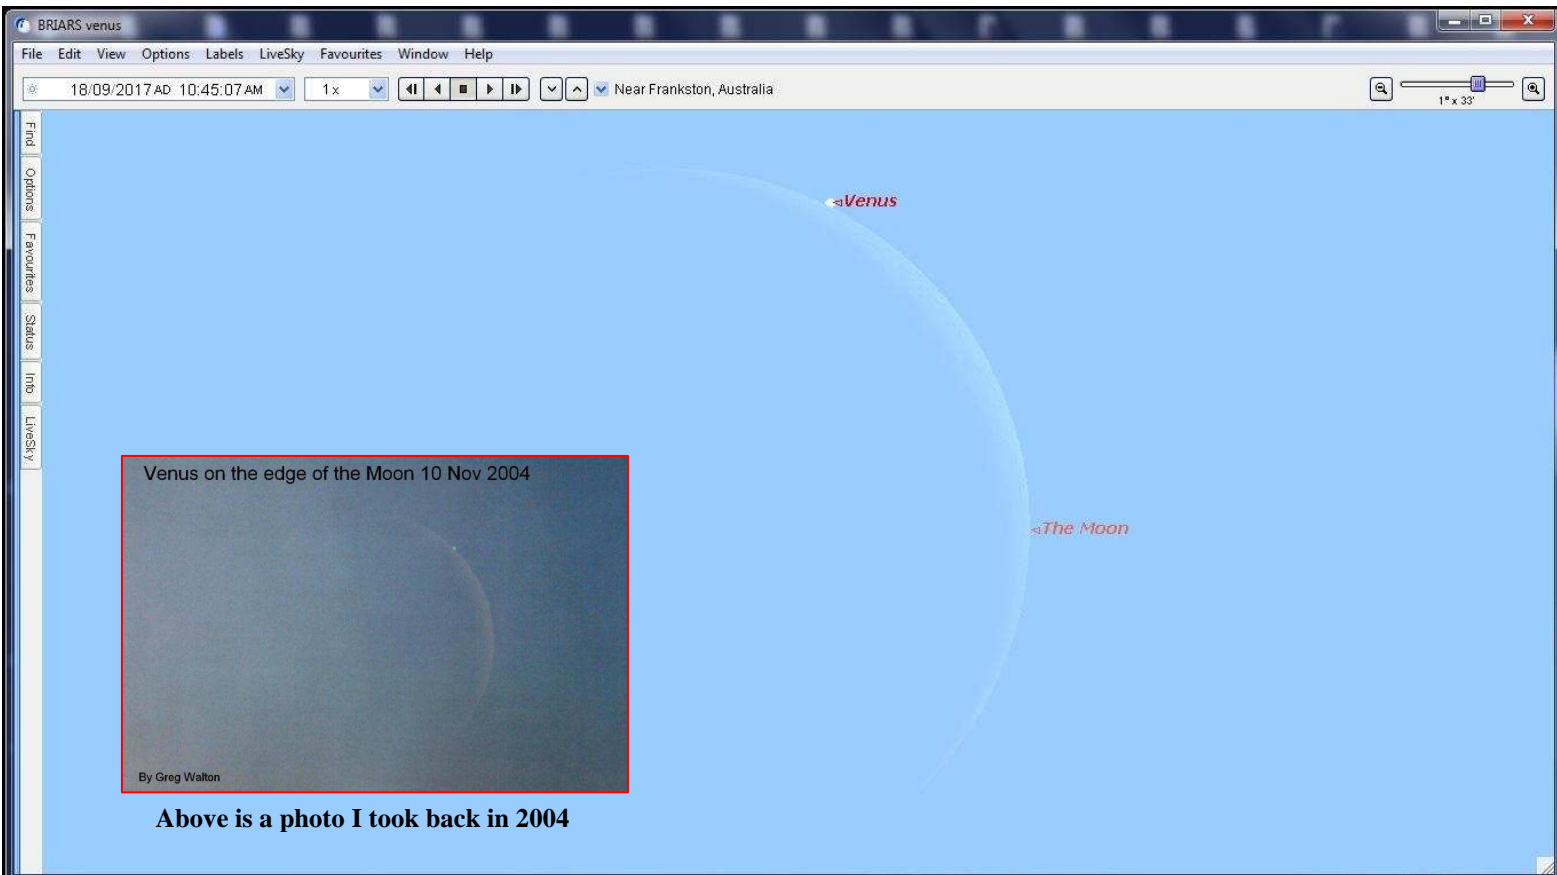 BRIARS venus
File Edit View Options Labels LiveSky Favourites Window Help
18/09/2017 AD 10:45:07 AM 1 x Near Frankston, Australia
1° x 33'
Find
Options
Favourites
Status
Info
LiveSky
Venus
The Moon
Venus on the edge of the Moon 10 Nov 2004
By Greg Walton
Above is a photo I took back in 2004